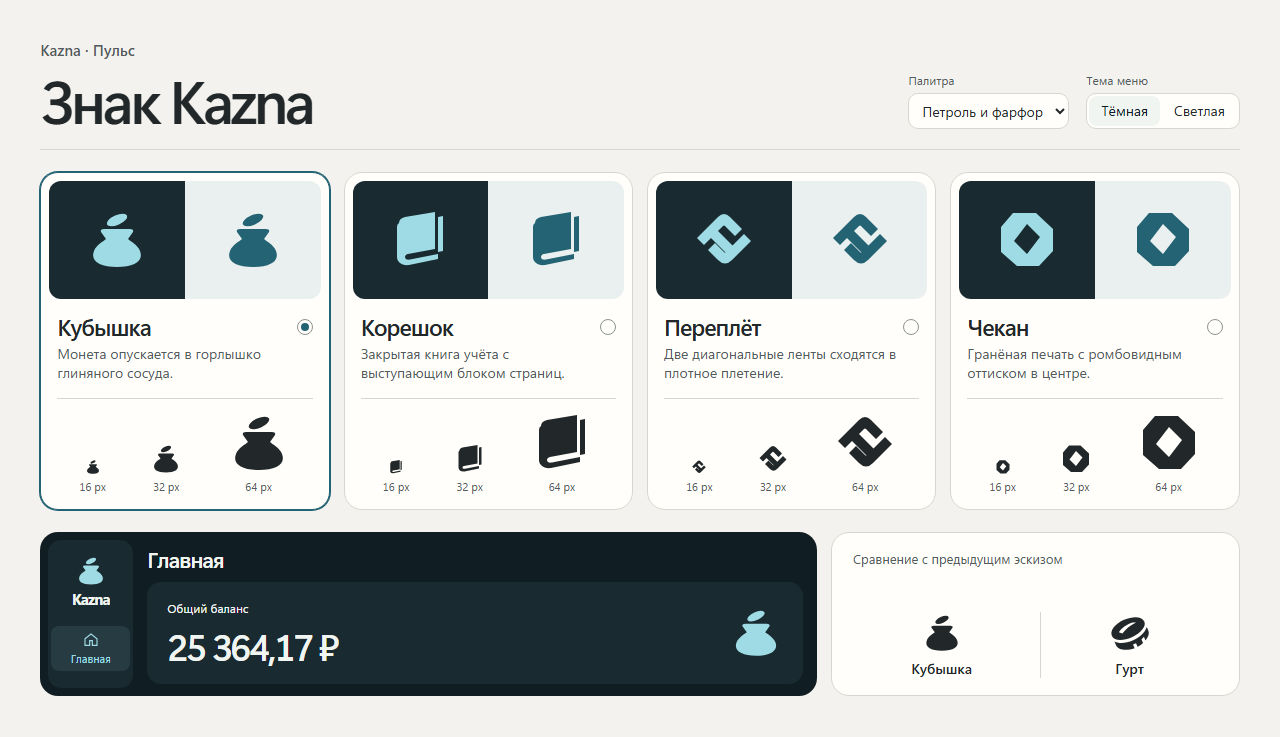 Kazna · Пульс
Знак Kazna
Палитра
Петроль и фарфор
Тема меню
Тёмная
Светлая
Кубышка
Монета опускается в горлышко
глиняного сосуда.
16 px
32 px
64 px
Корешок
Закрытая книга учёта с
выступающим блоком страниц.
16 px
32 px
64 px
Переплёт
Две диагональные ленты сходятся в
плотное плетение.
16 px
32 px
64 px
Чекан
Гранёная печать с ромбовидным
оттиском в центре.
16 px
32 px
64 px
Kazna
Главная
Главная
Общий баланс
25 364,17 ₽
Сравнение с предыдущим эскизом
Кубышка
Гурт